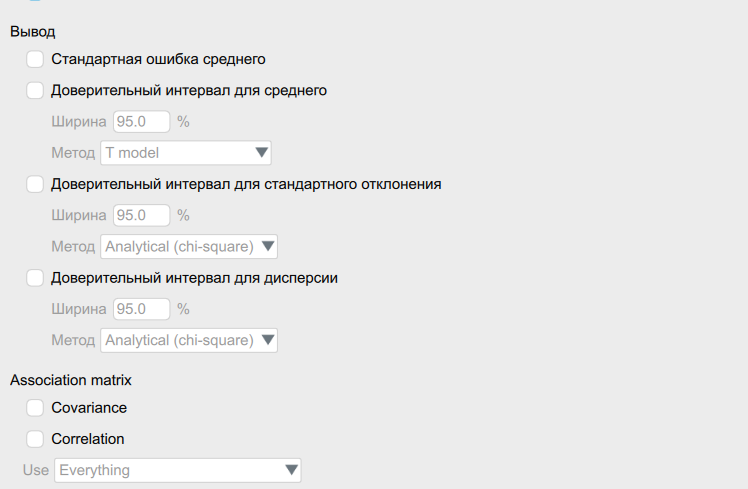 Вывод
Стандартная ошибка среднего
Доверительный интервал для среднего
Ширина 95.0 %
Метод T model
Доверительный интервал для стандартного отклонения
Ширина 95.0 %
Метод Analytical (chi-square)
Доверительный интервал для дисперсии
Ширина 95.0 %
Метод Analytical (chi-square)
Association matrix
Covariance
Correlation
Use Everything